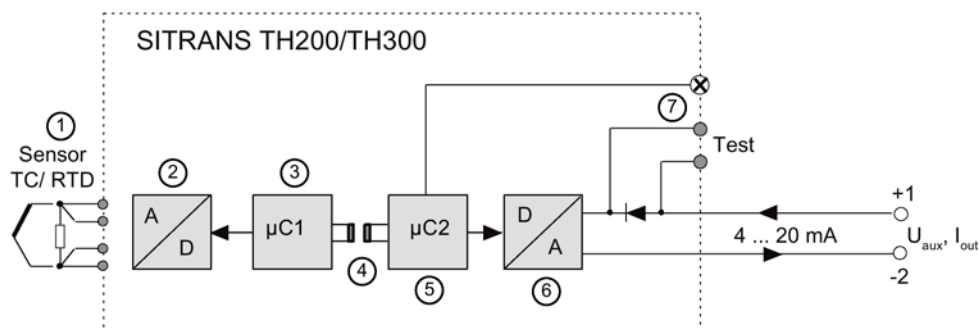 SITRANS TH200/TH300
1
Sensor
TC/ RTD
2
A
D
3
µC1
4
µC2
5
D
A
6
7
Test
+1
4 ... 20 mA
U_aux, I_out
-2